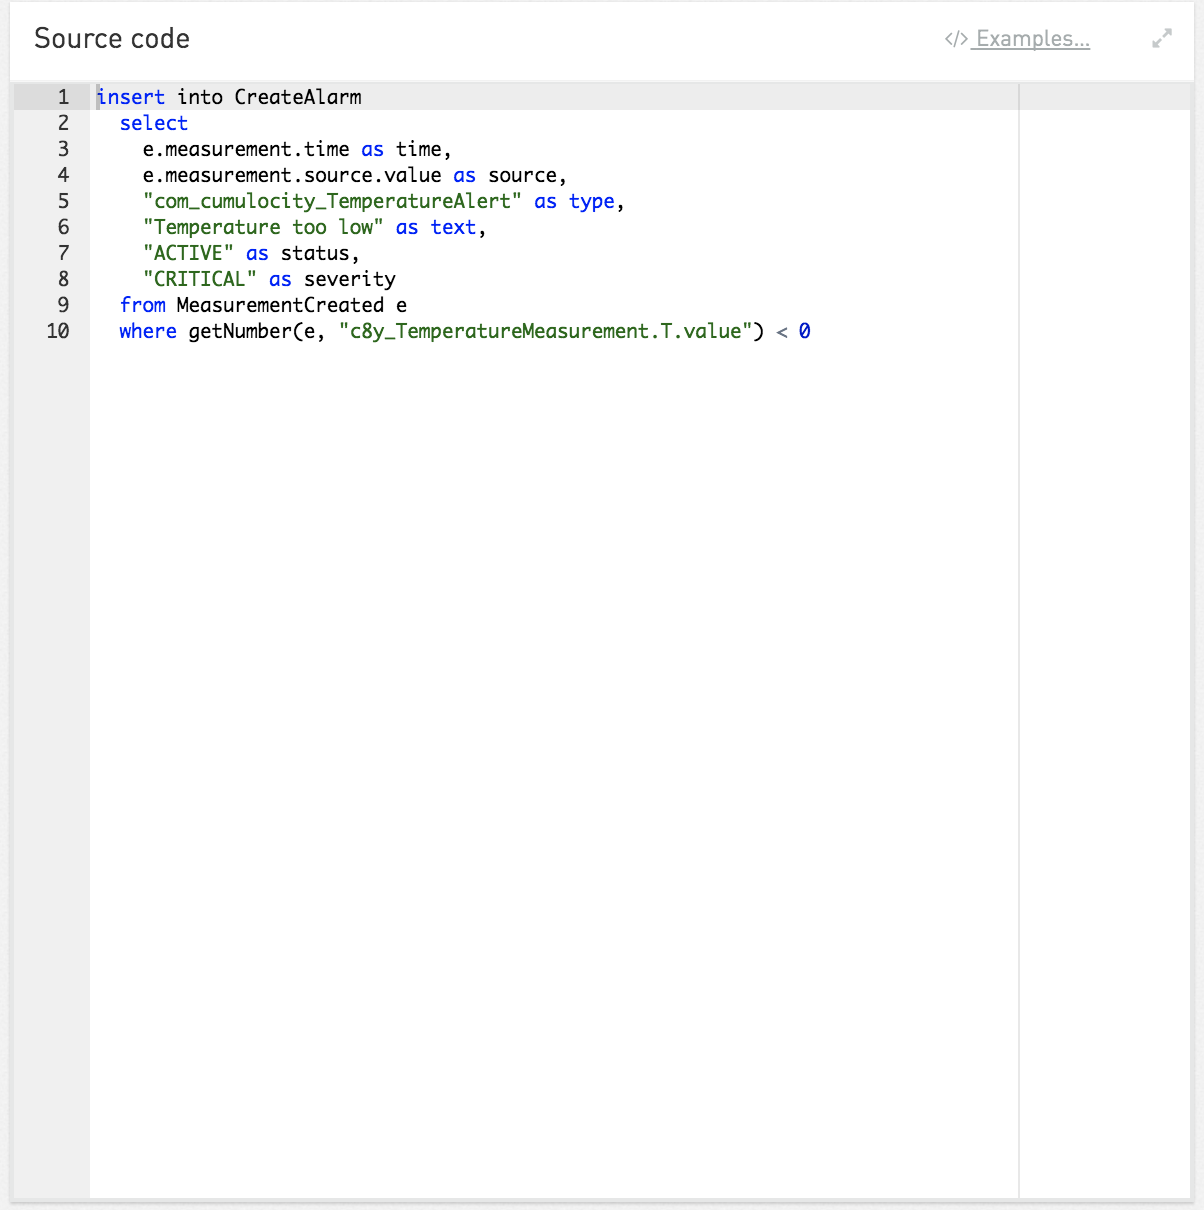 Source code
</> Examples...
1 insert into CreateAlarm
2 select
3 e.measurement.time as time,
4 e.measurement.source.value as source,
5 "com_cumulocity_TemperatureAlert" as type,
6 "Temperature too low" as text,
7 "ACTIVE" as status,
8 "CRITICAL" as severity
9 from MeasurementCreated e
10 where getNumber(e, "c8y_TemperatureMeasurement.T.value") < 0